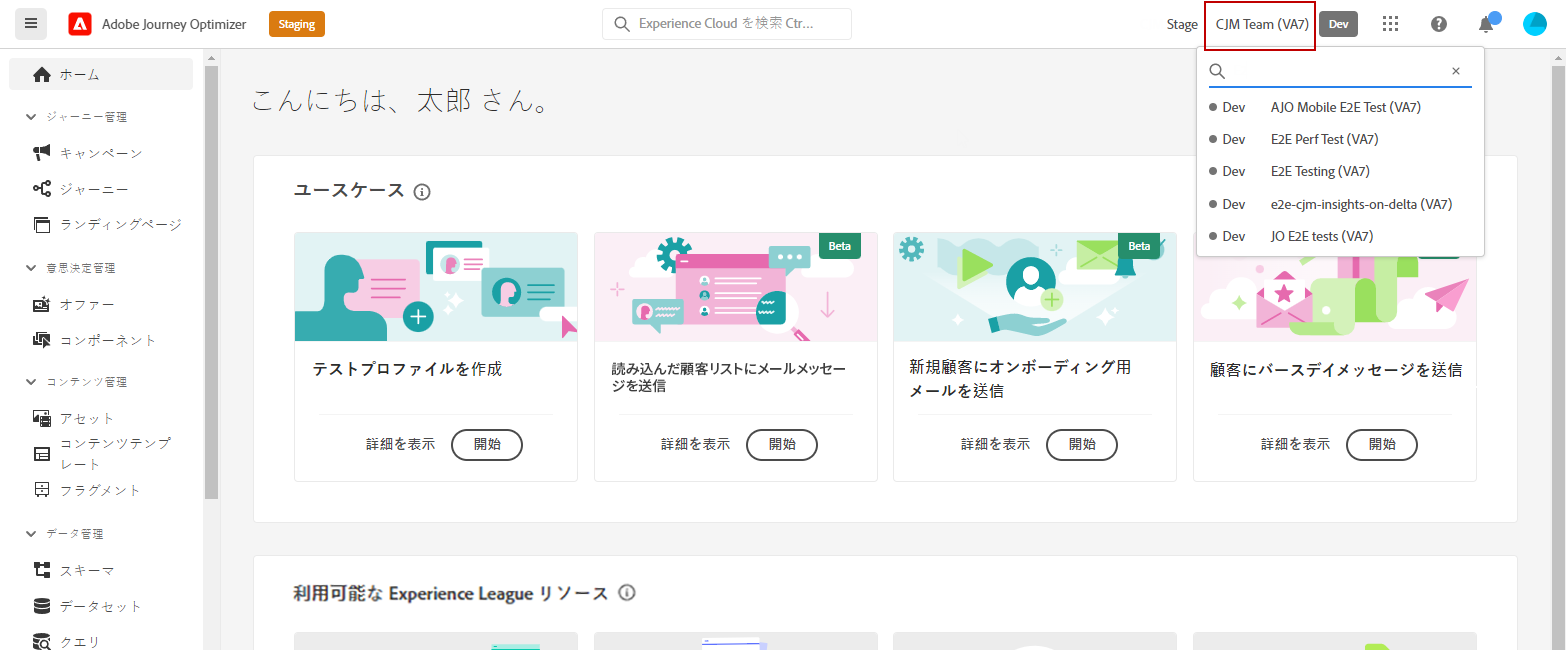 Adobe Journey Optimizer
Staging
Experience Cloud を検索 Ctr...
Stage
CJM Team (VA7)
Dev
Dev AJO Mobile E2E Test (VA7)
Dev E2E Perf Test (VA7)
Dev E2E Testing (VA7)
Dev e2e-cjm-insights-on-delta (VA7)
Dev JO E2E tests (VA7)
ホーム
ジャーニー管理
キャンペーン
ジャーニー
ランディングページ
意思決定管理
オファー
コンポーネント
コンテンツ管理
アセット
コンテンツテンプ
レート
フラグメント
データ管理
スキーマ
データセット
クエリ
こんにちは、太郎 さん。
ユースケース
テストプロファイルを作成
詳細を表示
開始
Beta
読み込んだ顧客リストにメールメッセー
ジを送信
詳細を表示
開始
Beta
新規顧客にオンボーディング用
メールを送信
詳細を表示
開始
顧客にバースデイメッセージを送信
詳細を表示
開始
利用可能な Experience League リソース